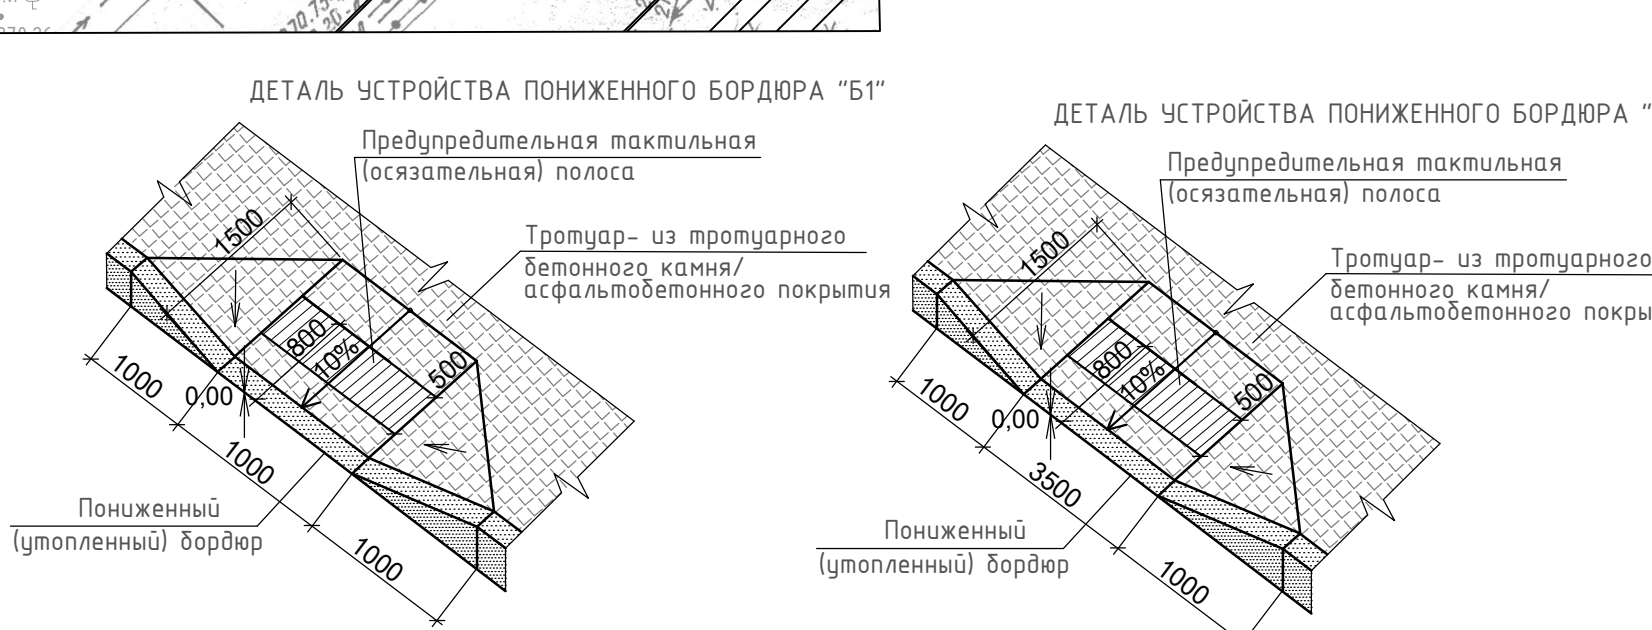 ДЕТАЛЬ УСТРОЙСТВА ПОНИЖЕННОГО БОРДЮРА "Б1"
Предупредительная тактильная
(осязательная) полоса
Тротуар- из тротуарного
бетонного камня/
асфальтобетонного покрытия
1500
800
10%
500
1000
0,00
1000
1000
Пониженный
(утопленный) бордюр
ДЕТАЛЬ УСТРОЙСТВА ПОНИЖЕННОГО БОРДЮРА "
Предупредительная тактильная
(осязательная) полоса
Тротуар- из тротуарного
бетонного камня/
асфальтобетонного покры
1500
800
10%
500
1000
0,00
3500
1000
Пониженный
(утопленный) бордюр